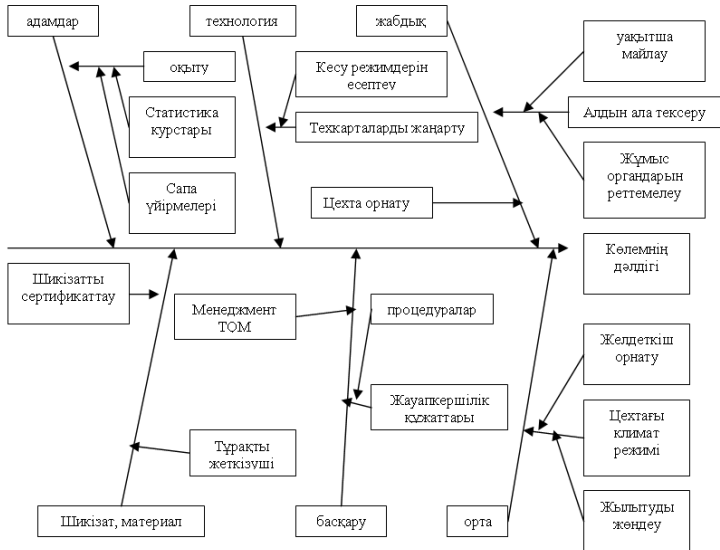 адамдар
технология
жабдық
уақытша
майлау
оқыту
Кесу режимдерін
есептеу
Статистика
курстары
Техкарталарды жаңарту
Алдын ала тексеру
Сапа
үйірмелері
Цехта орнату
Жұмыс
органдарын
реттемелеу
Көлемнің
дәлдігі
Шикізатты
сертификаттау
Менеджмент
TQM
процедуралар
Желдеткіш
орнату
Жауапкершілік
құжаттары
Цехтағы
климат
режимі
Тұрақты
жеткізуші
Жылытуды
жөндеу
Шикізат, материал
басқару
орта